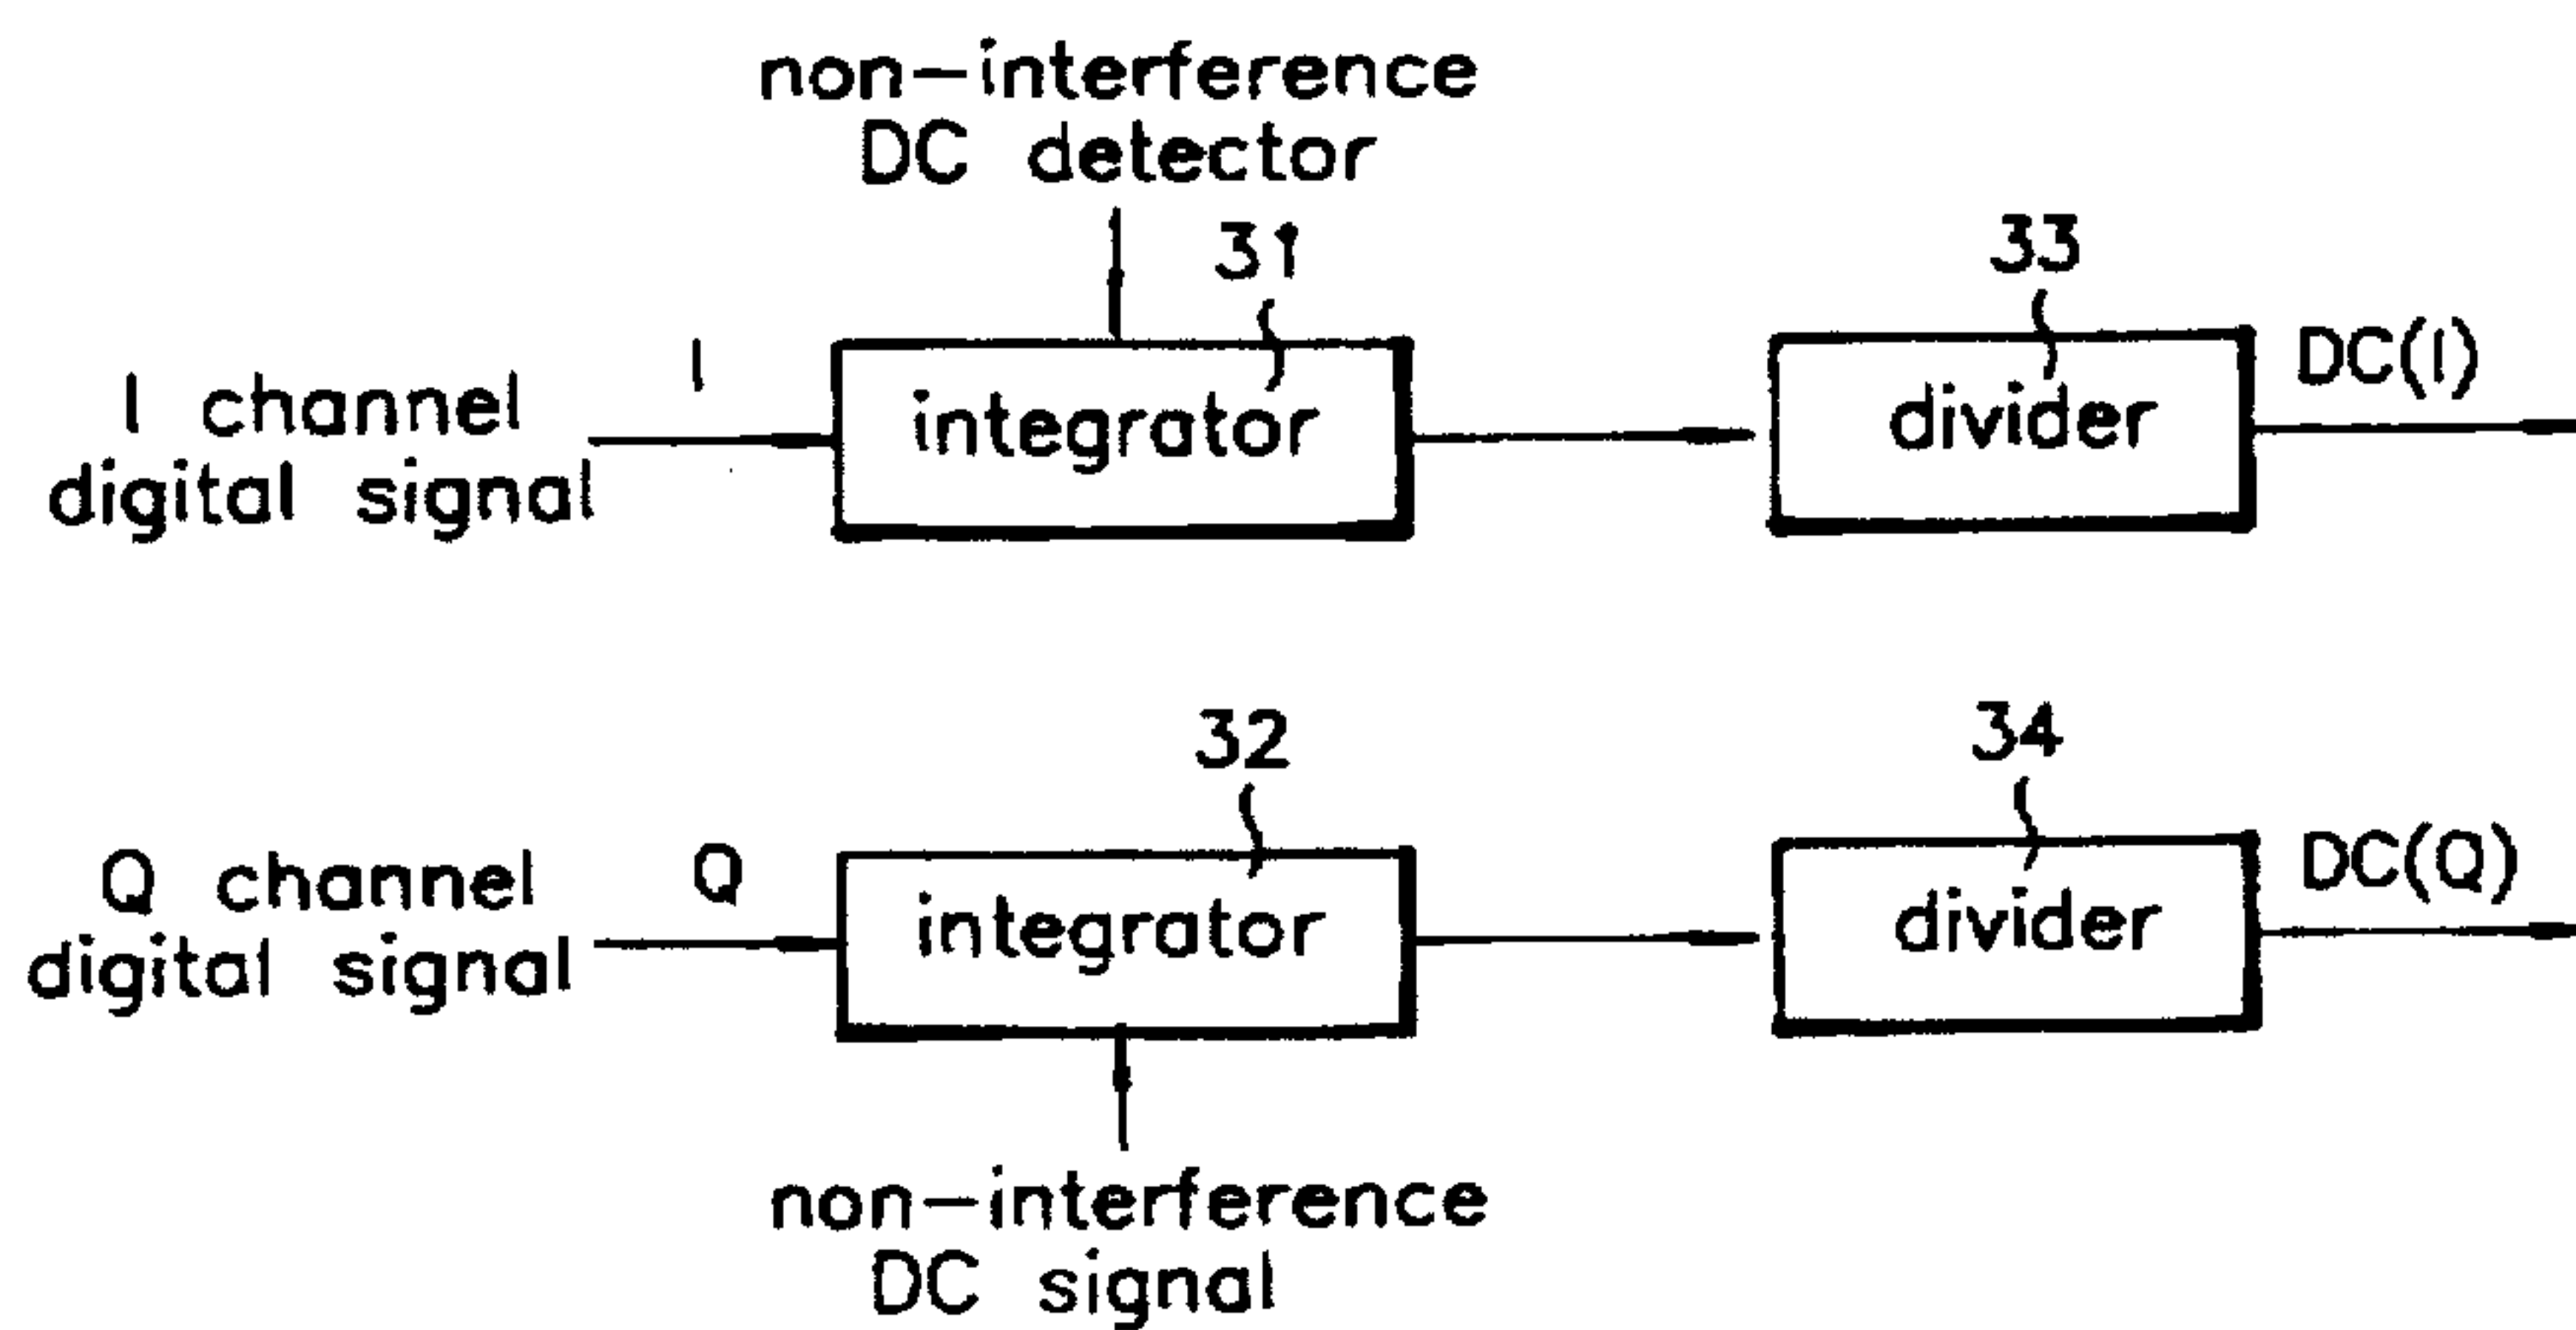 non-interference
DC detector
31
33
I channel
digital signal
I
integrator
divider
DC(I)
32
34
Q channel
digital signal
Q
integrator
divider
DC(Q)
non-interference
DC signal